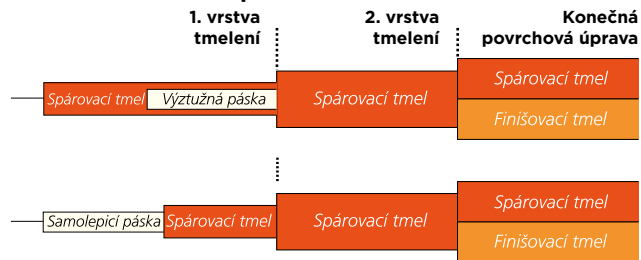 1. vrstva
tmelení
2. vrstva
tmelení
Konečná
povrchová úprava
Spárovací tmel
Výztužná páska
Spárovací tmel
Spárovací tmel
Finišovací tmel
Samolepicí páska
Spárovací tmel
Spárovací tmel
Spárovací tmel
Finišovací tmel